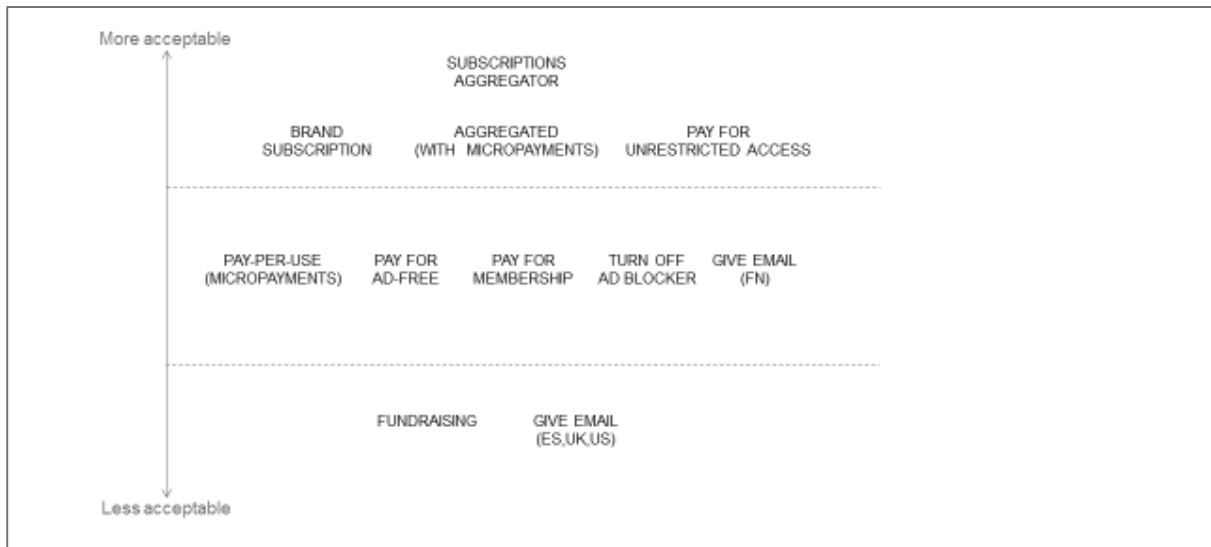 More acceptable
SUBSCRIPTIONS
AGGREGATOR
BRAND
SUBSCRIPTION
AGGREGATED
(WITH MICROPAYMENTS)
PAY FOR
UNRESTRICTED ACCESS
PAY-PER-USE
(MICROPAYMENTS)
PAY FOR
AD-FREE
PAY FOR
MEMBERSHIP
TURN OFF
AD BLOCKER
GIVE EMAIL
(FN)
FUNDRAISING
GIVE EMAIL
(ES,UK,US)
Less acceptable